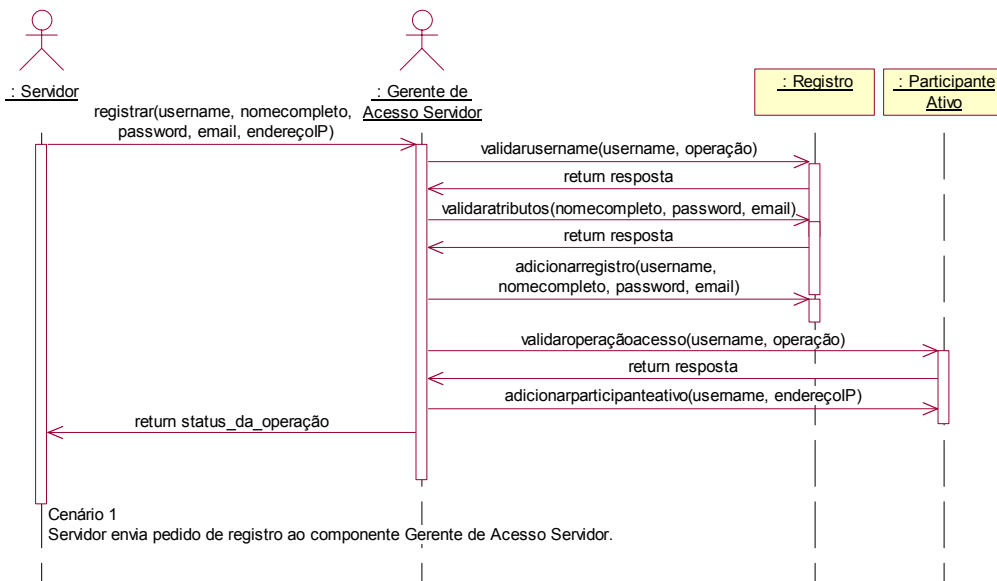 : Servidor
: Gerente de
Acesso Servidor
: Registro
: Participante
Ativo
registrar(username, nomecompleto,
password, email, endereçoIP)
validarusername(username, operação)
return resposta
validaratributos(nomecompleto, password, email)
return resposta
adicionarregistro(username,
nomecompleto, password, email)
validaroperaçãoacesso(username, operação)
return resposta
adicionarparticipanteativo(username, endereçoIP)
return status_da_operação
Cenário 1
Servidor envia pedido de registro ao componente Gerente de Acesso Servidor.